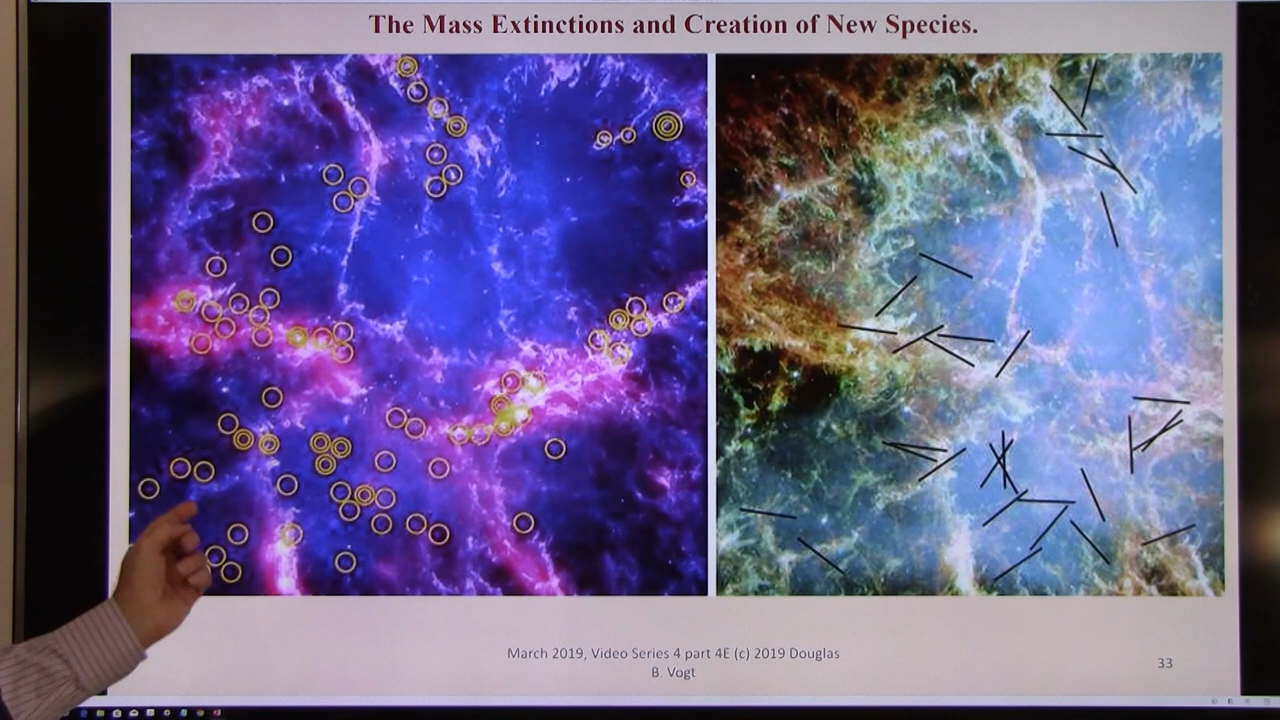 The Mass Extinctions and Creation of New Species.
March 2019, Video Series 4 part 4E (c) 2019 Douglas
B. Vogt
33